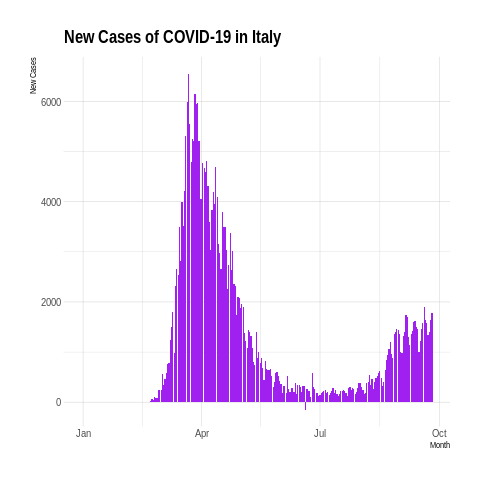 New Cases of COVID-19 in Italy
New Cases
6000
4000
2000
0
Jan Apr Jul Oct
Month